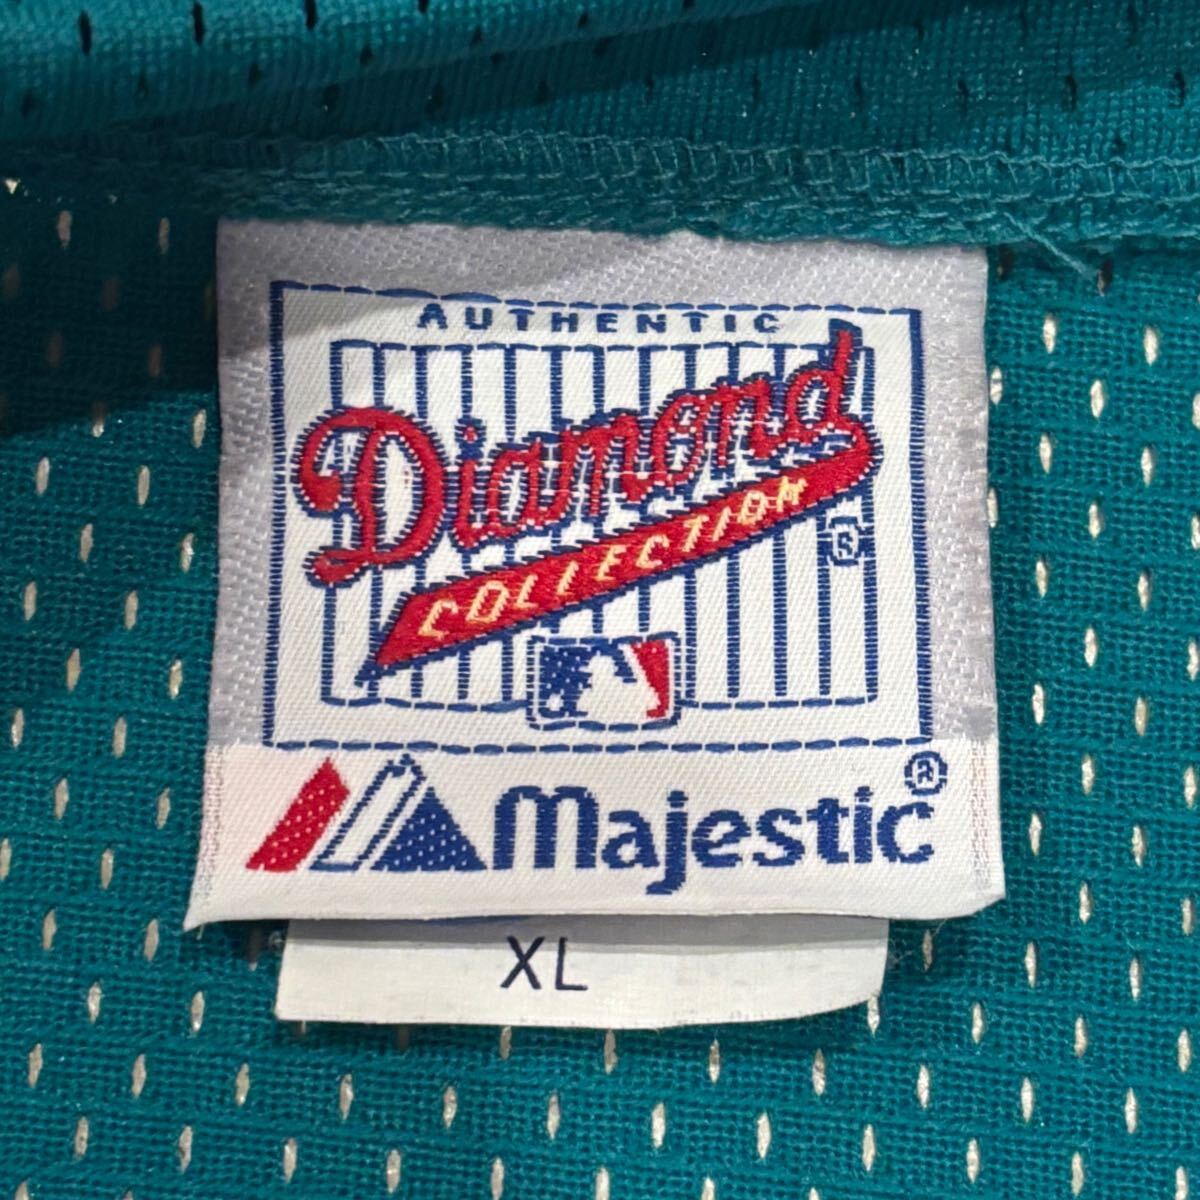 AUTHENTIC
Diamond
COLLECTION
®
Majestic®
XL